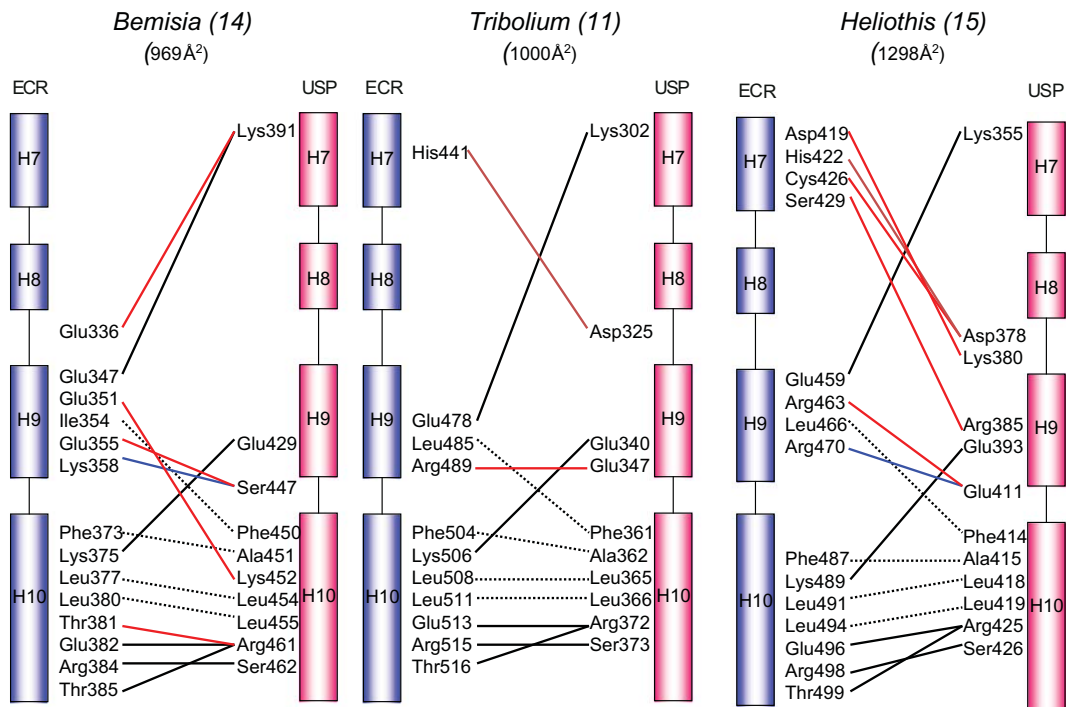 Bemisia (14)
(969Å²)
ECR
USP
H7
H8
H9
H10
Glu336
Glu347
Glu351
Ile354
Glu355
Lys358
Phe373
Lys375
Leu377
Leu380
Thr381
Glu382
Arg384
Thr385
Lys391
Glu429
Ser447
Phe450
Ala451
Lys452
Leu454
Leu455
Arg461
Ser462
H7
H8
H9
H10
Tribolium (11)
(1000Å²)
ECR
USP
H7
H8
H9
H10
His441
Glu478
Leu485
Arg489
Phe504
Lys506
Leu508
Leu511
Glu513
Arg515
Thr516
Lys302
Asp325
Glu340
Glu347
Phe361
Ala362
Leu365
Leu366
Arg372
Ser373
H7
H8
H9
H10
Heliothis (15)
(1298Å²)
ECR
USP
H7
H8
H9
H10
Asp419
His422
Cys426
Ser429
Glu459
Arg463
Leu466
Arg470
Phe487
Lys489
Leu491
Leu494
Glu496
Arg498
Thr499
Lys355
Asp378
Lys380
Arg385
Glu393
Glu411
Phe414
Ala415
Leu418
Leu419
Arg425
Ser426
H7
H8
H9
H10